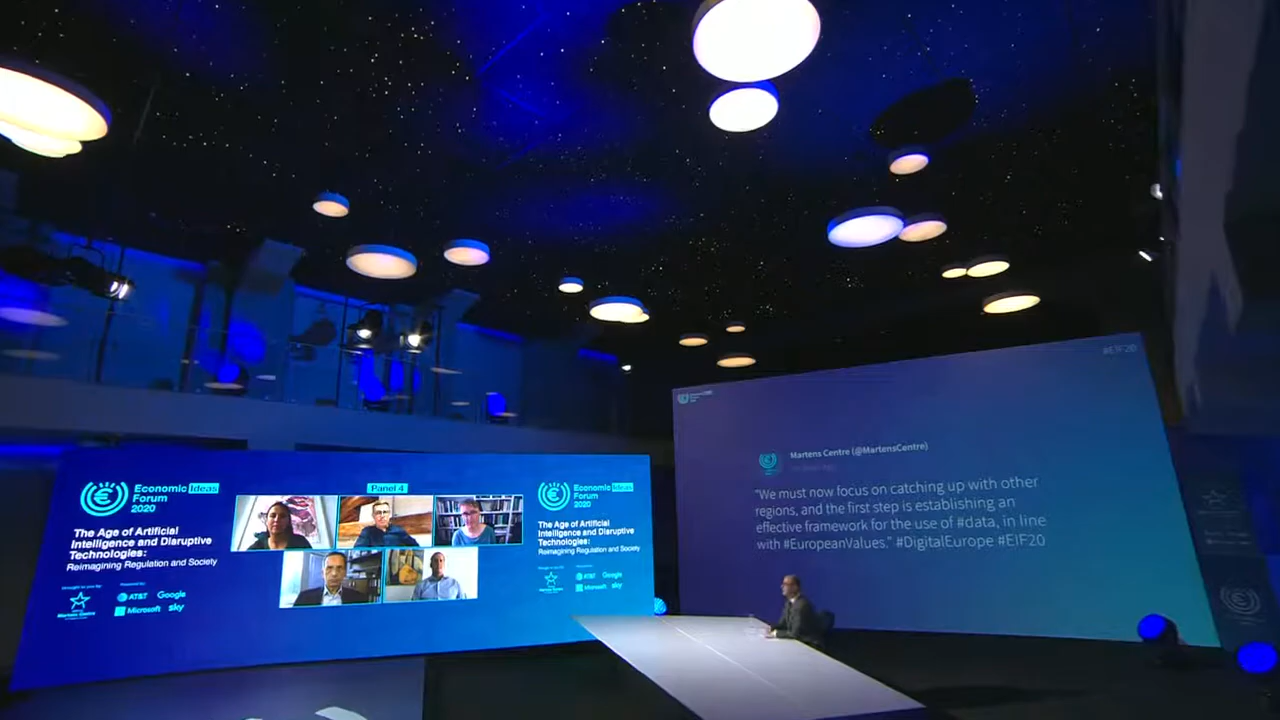 Economic Ideas
Forum
2020
The Age of Artificial
Intelligence and Disruptive
Technologies:
Reimagining Regulation and Society
AT&T Google
Microsoft sky
Panel 4
Economic Ideas
Forum
2020
The Age of Artificial
Intelligence and Disruptive
Technologies:
Reimagining Regulation and Society
AT&T Google
Microsoft sky
#EIF20
Martens Centre (@MartensCentre)
"We must now focus on catching up with other
regions, and the first step is establishing an
effective framework for the use of #data, in line
with #EuropeanValues." #DigitalEurope #EIF20